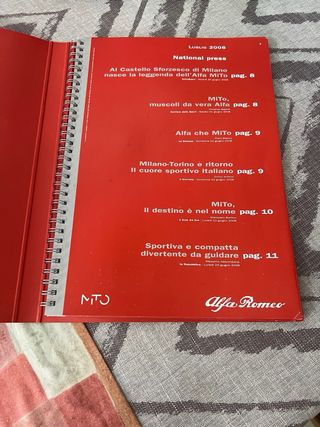 Luglio 2008
National press
Al Castello Sforzesco di Milano
nasce la leggenda dell'Alfa MiTo pag. 8
MiTo,
muscoli da vera Alfa pag. 8
Alfa che MiTo pag. 9
Milano-Torino e ritorno
Il cuore sportivo italiano pag. 9
MiTo,
Il destino è nel nome pag. 10
Sportiva e compatta
divertente da guidare pag. 11
MiTO
Alfa Romeo